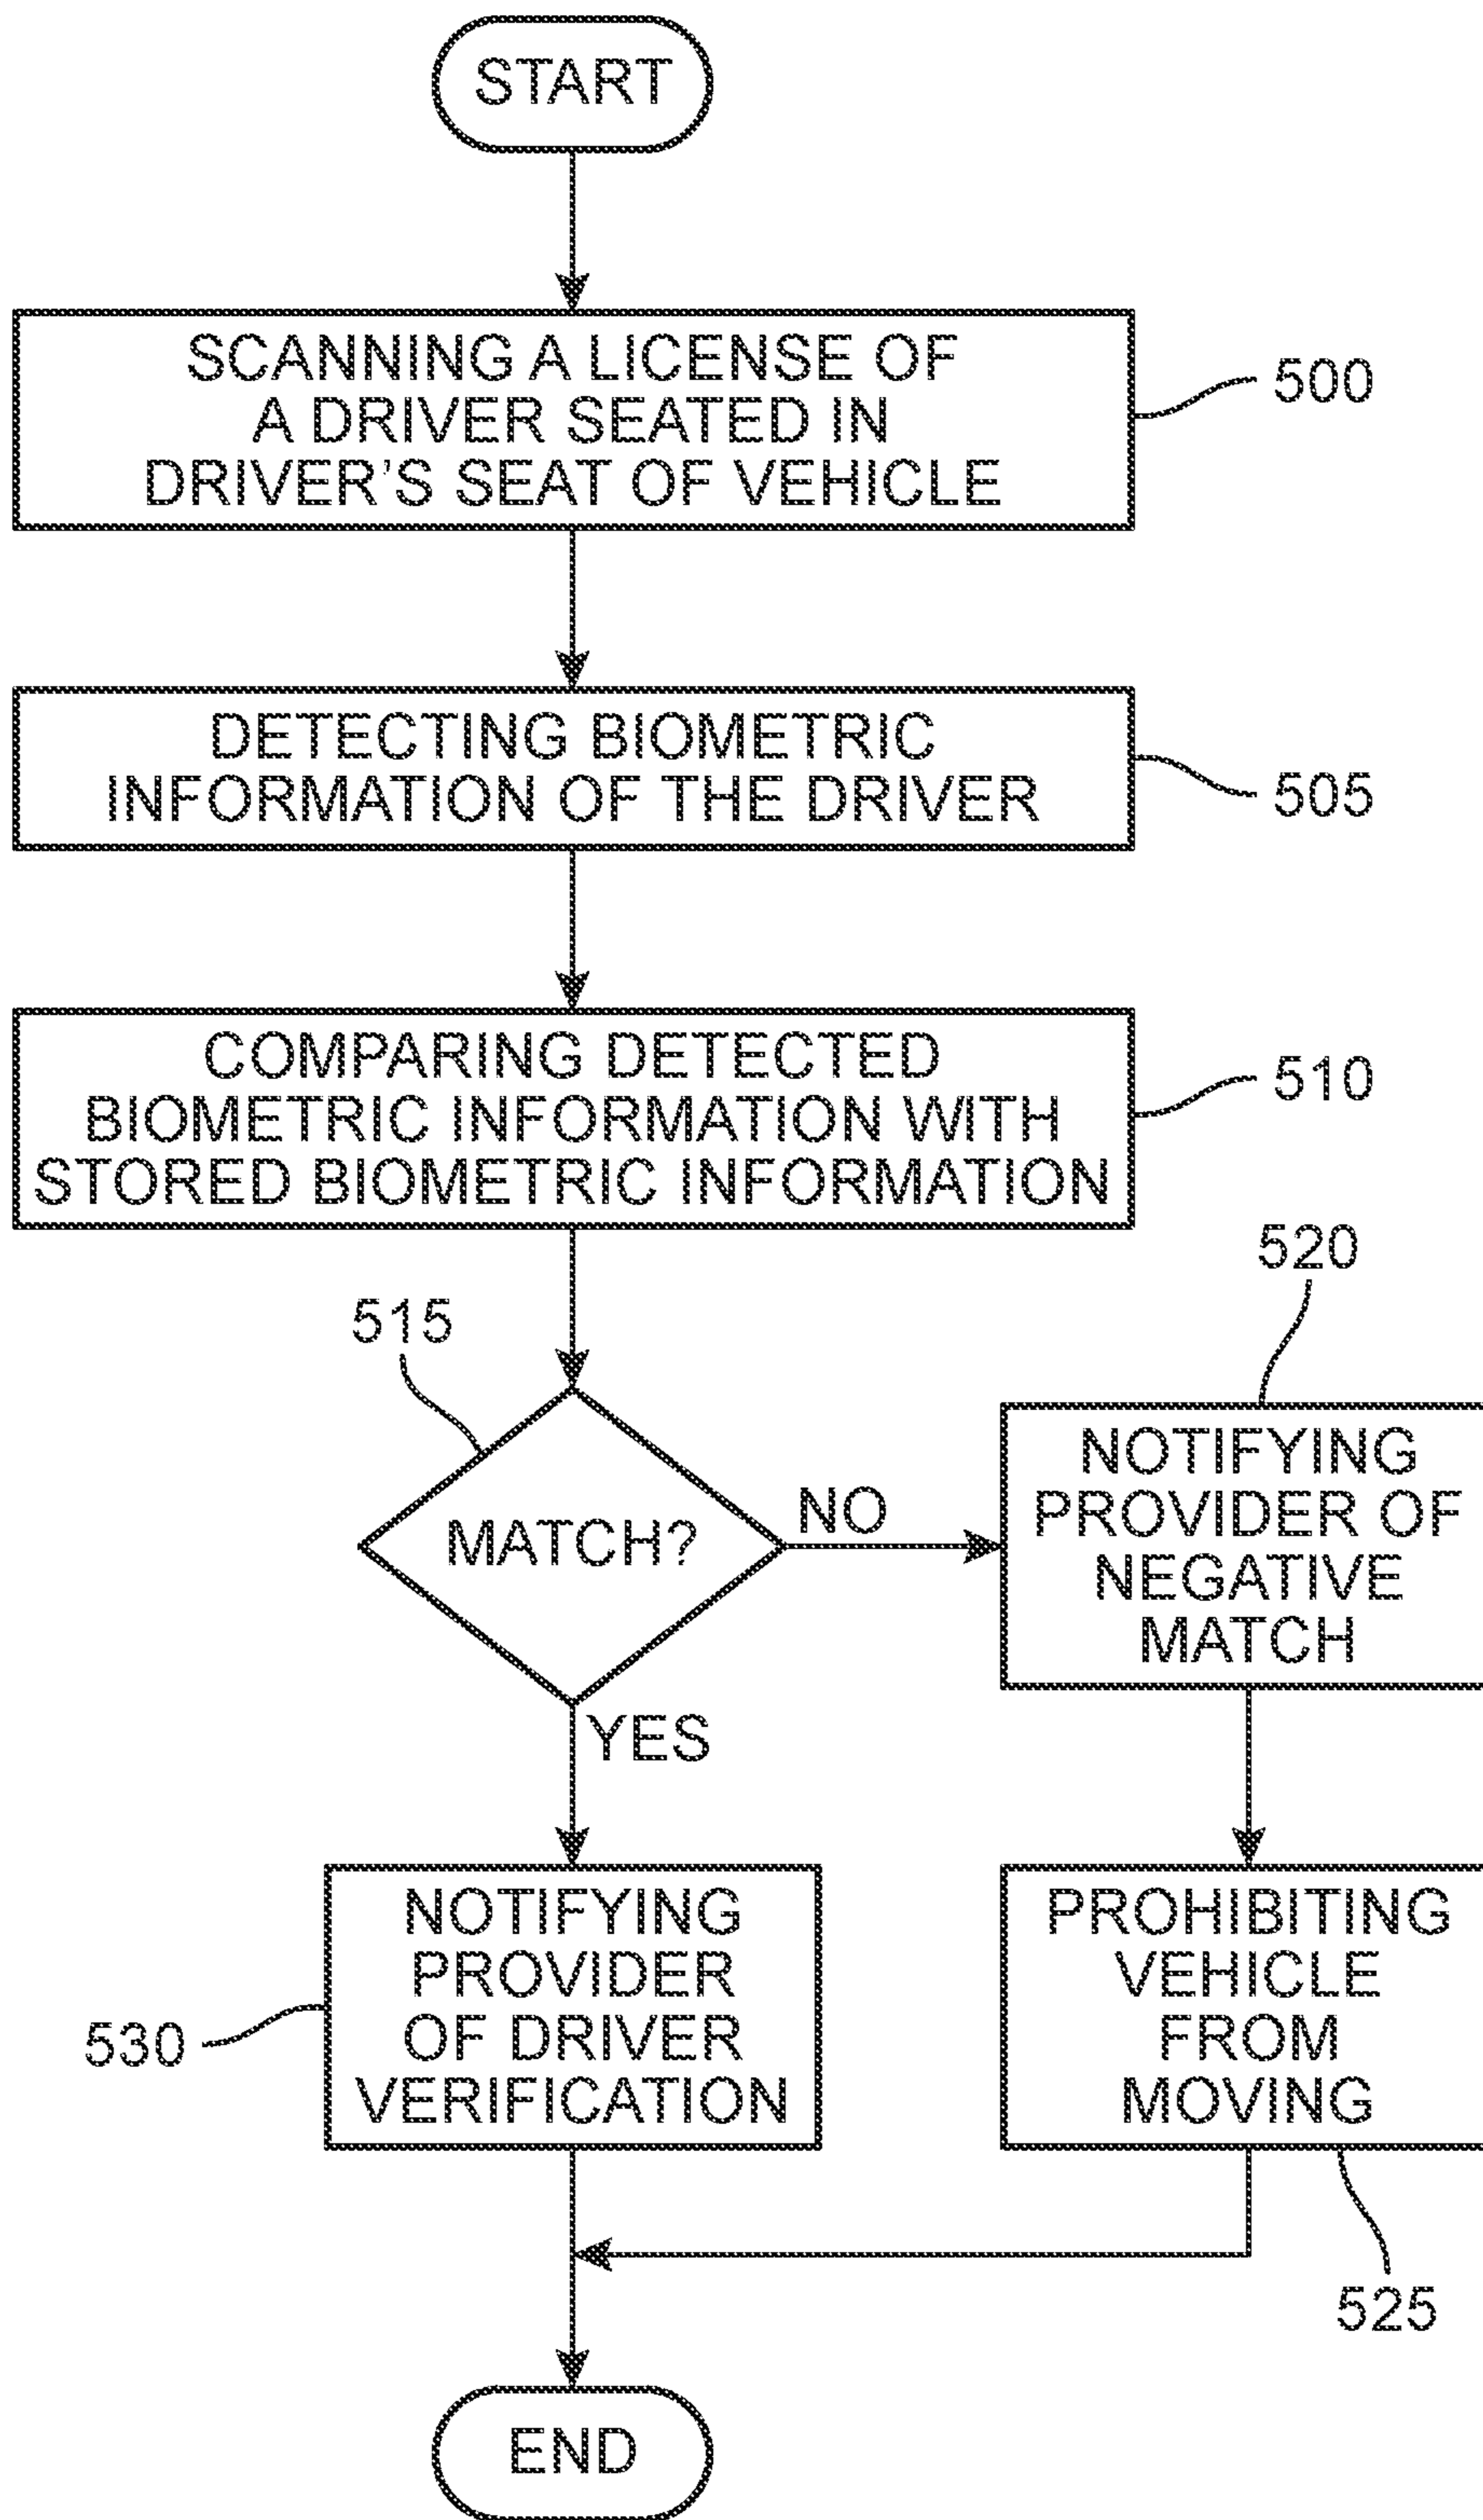 START
SCANNING A LICENSE OF
A DRIVER SEATED IN
DRIVER'S SEAT OF VEHICLE
500
DETECTING BIOMETRIC
INFORMATION OF THE DRIVER
505
COMPARING DETECTED
BIOMETRIC INFORMATION WITH
STORED BIOMETRIC INFORMATION
510
515
MATCH?
NO
520
NOTIFYING
PROVIDER OF
NEGATIVE
MATCH
YES
NOTIFYING
PROVIDER
OF DRIVER
VERIFICATION
530
PROHIBITING
VEHICLE
FROM
MOVING
525
END